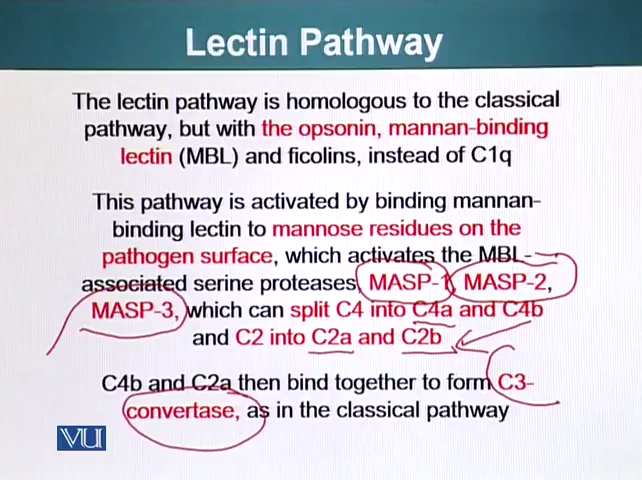 Lectin Pathway
The lectin pathway is homologous to the classical
pathway, but with the opsonin, mannan-binding
lectin (MBL) and ficolins, instead of C1q
This pathway is activated by binding mannan-
binding lectin to mannose residues on the
pathogen surface, which activates the MBL-
associated serine proteases, MASP-1, MASP-2,
MASP-3, which can split C4 into C4a and C4b
and C2 into C2a and C2b
C4b and C2a then bind together to form C3-
convertase, as in the classical pathway
VU